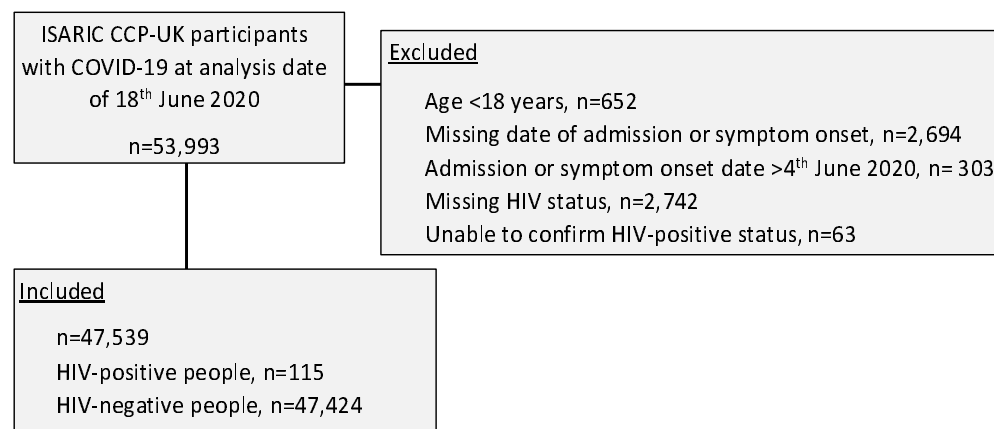 ISARIC CCP-UK participants
with COVID-19 at analysis date
of 18th June 2020
n=53,993
Excluded
Age <18 years, n=652
Missing date of admission or symptom onset, n=2,694
Admission or symptom onset date >4th June 2020, n= 303
Missing HIV status, n=2,742
Unable to confirm HIV-positive status, n=63
Included
n=47,539
HIV-positive people, n=115
HIV-negative people, n=47,424